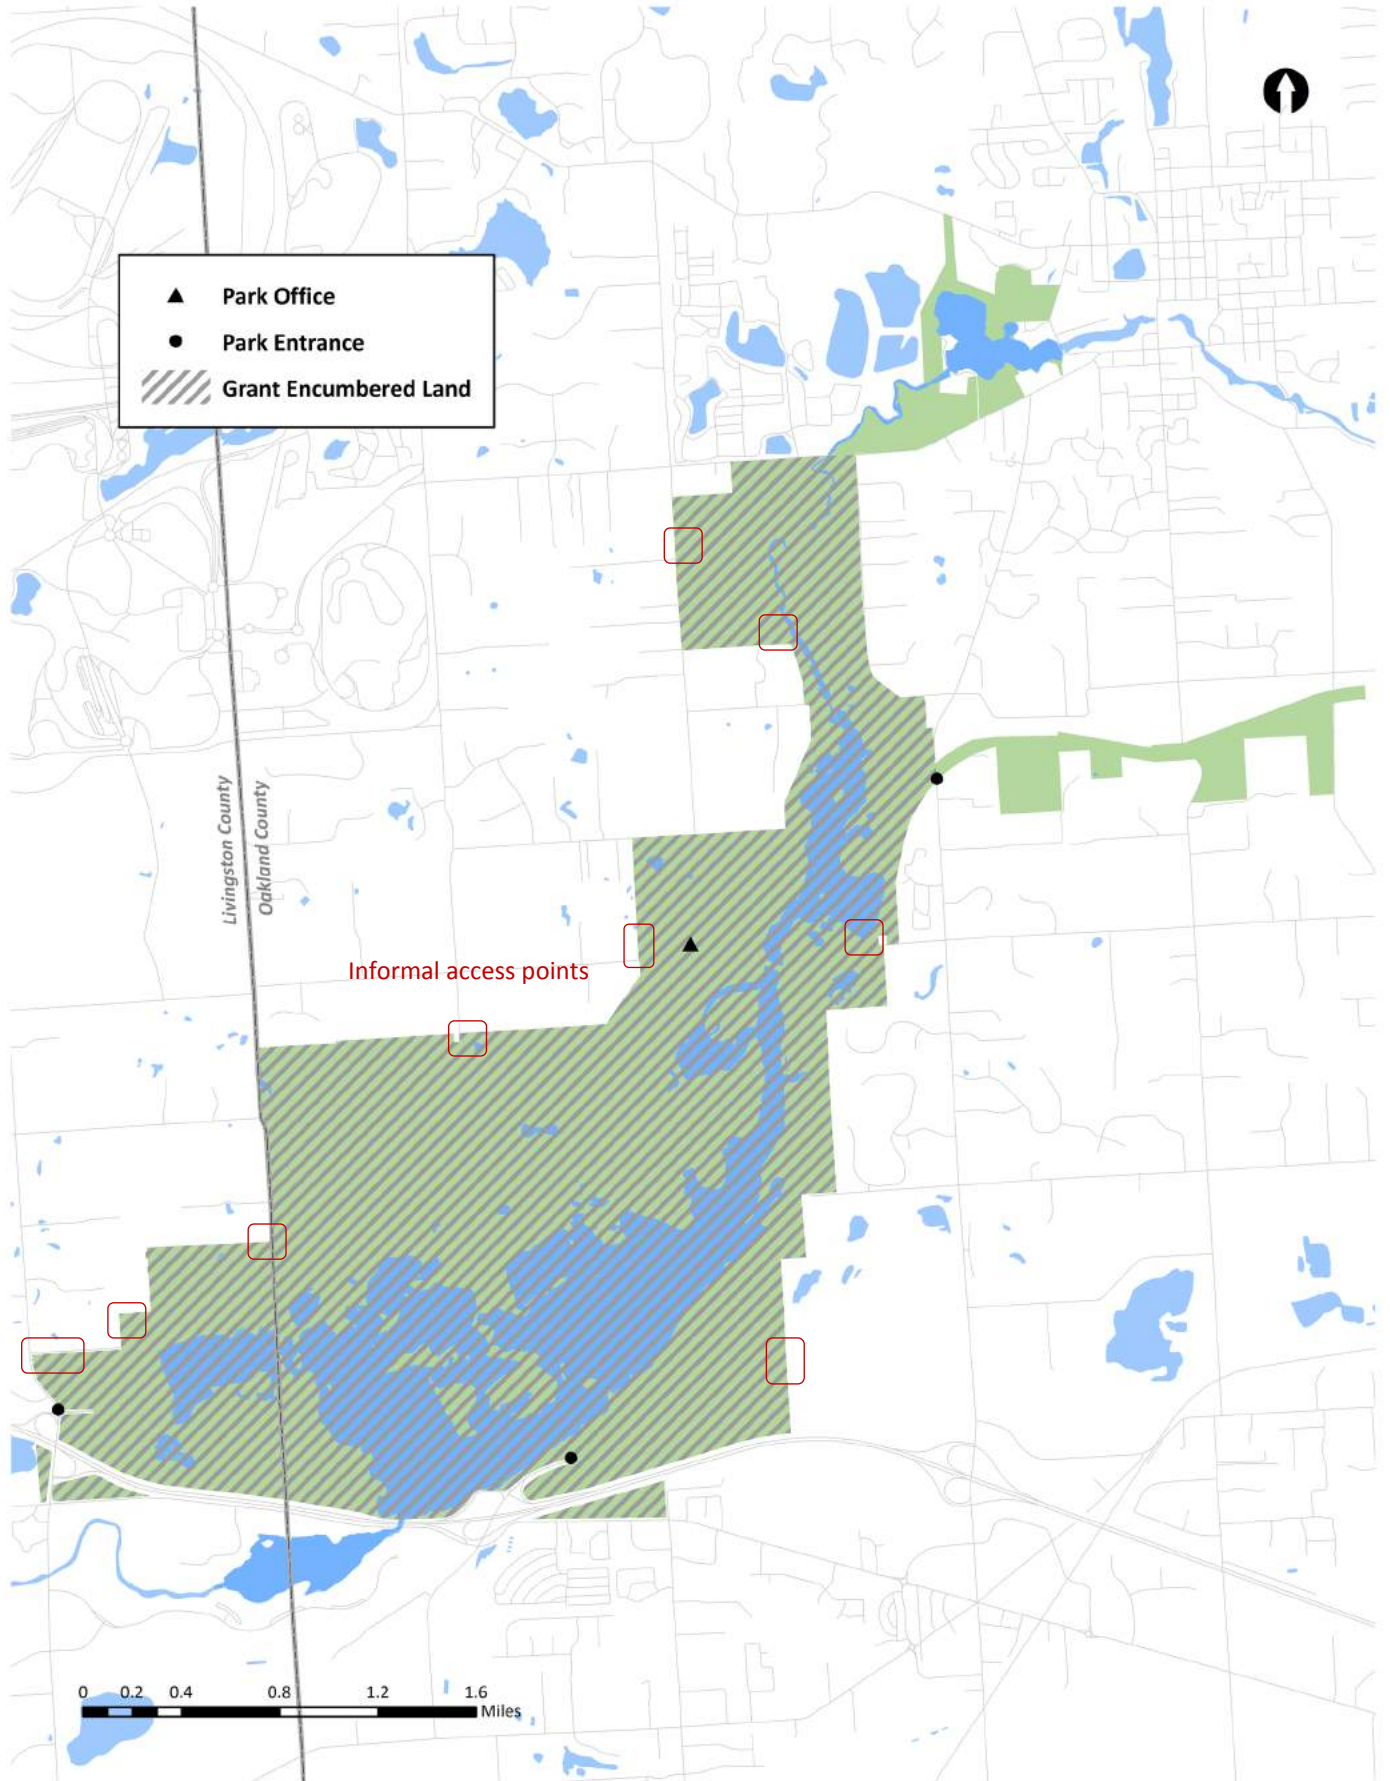 Park Office
Park Entrance
Grant Encumbered Land
Livingston County
Oakland County
Informal access points
0 0.2 0.4 0.8 1.2 1.6
Miles